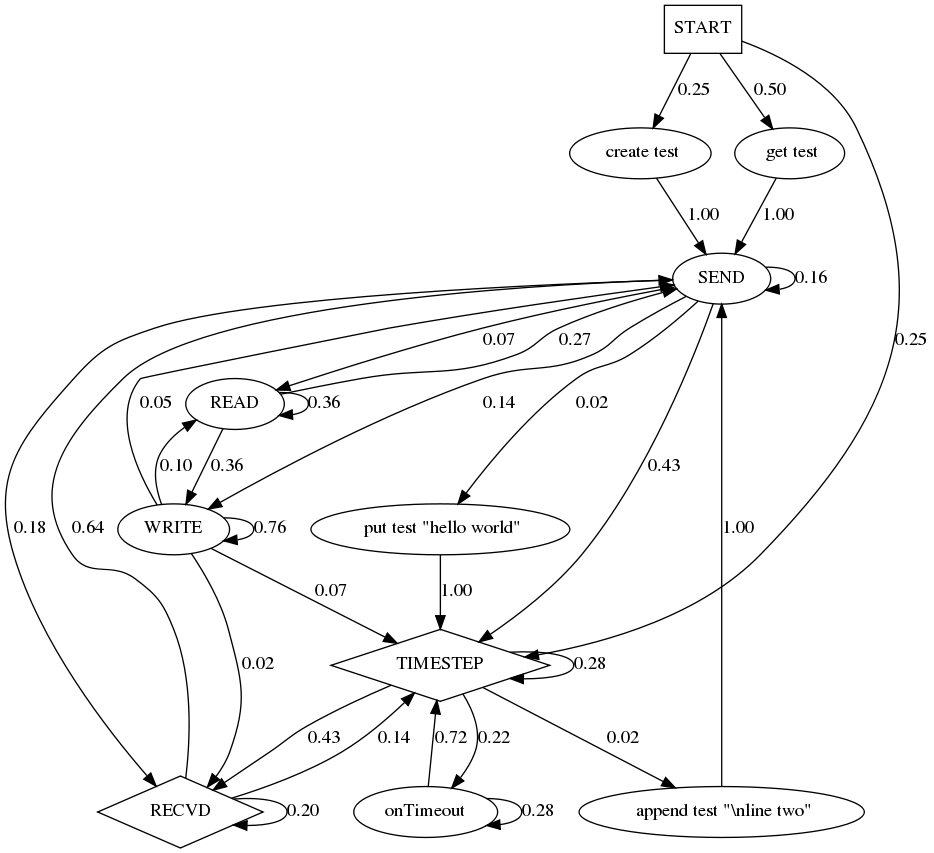 START
0.25
0.50
create test
get test
1.00
1.00
SEND
0.16
0.07
0.27
0.25
READ
0.36
0.05
0.14
0.02
0.10
0.36
0.43
0.18
0.64
WRITE
0.76
put test "hello world"
1.00
0.07
1.00
0.02
TIMESTEP
0.28
0.43
0.14
0.72
0.22
0.02
RECVD
0.20
onTimeout
0.28
append test "\nline two"